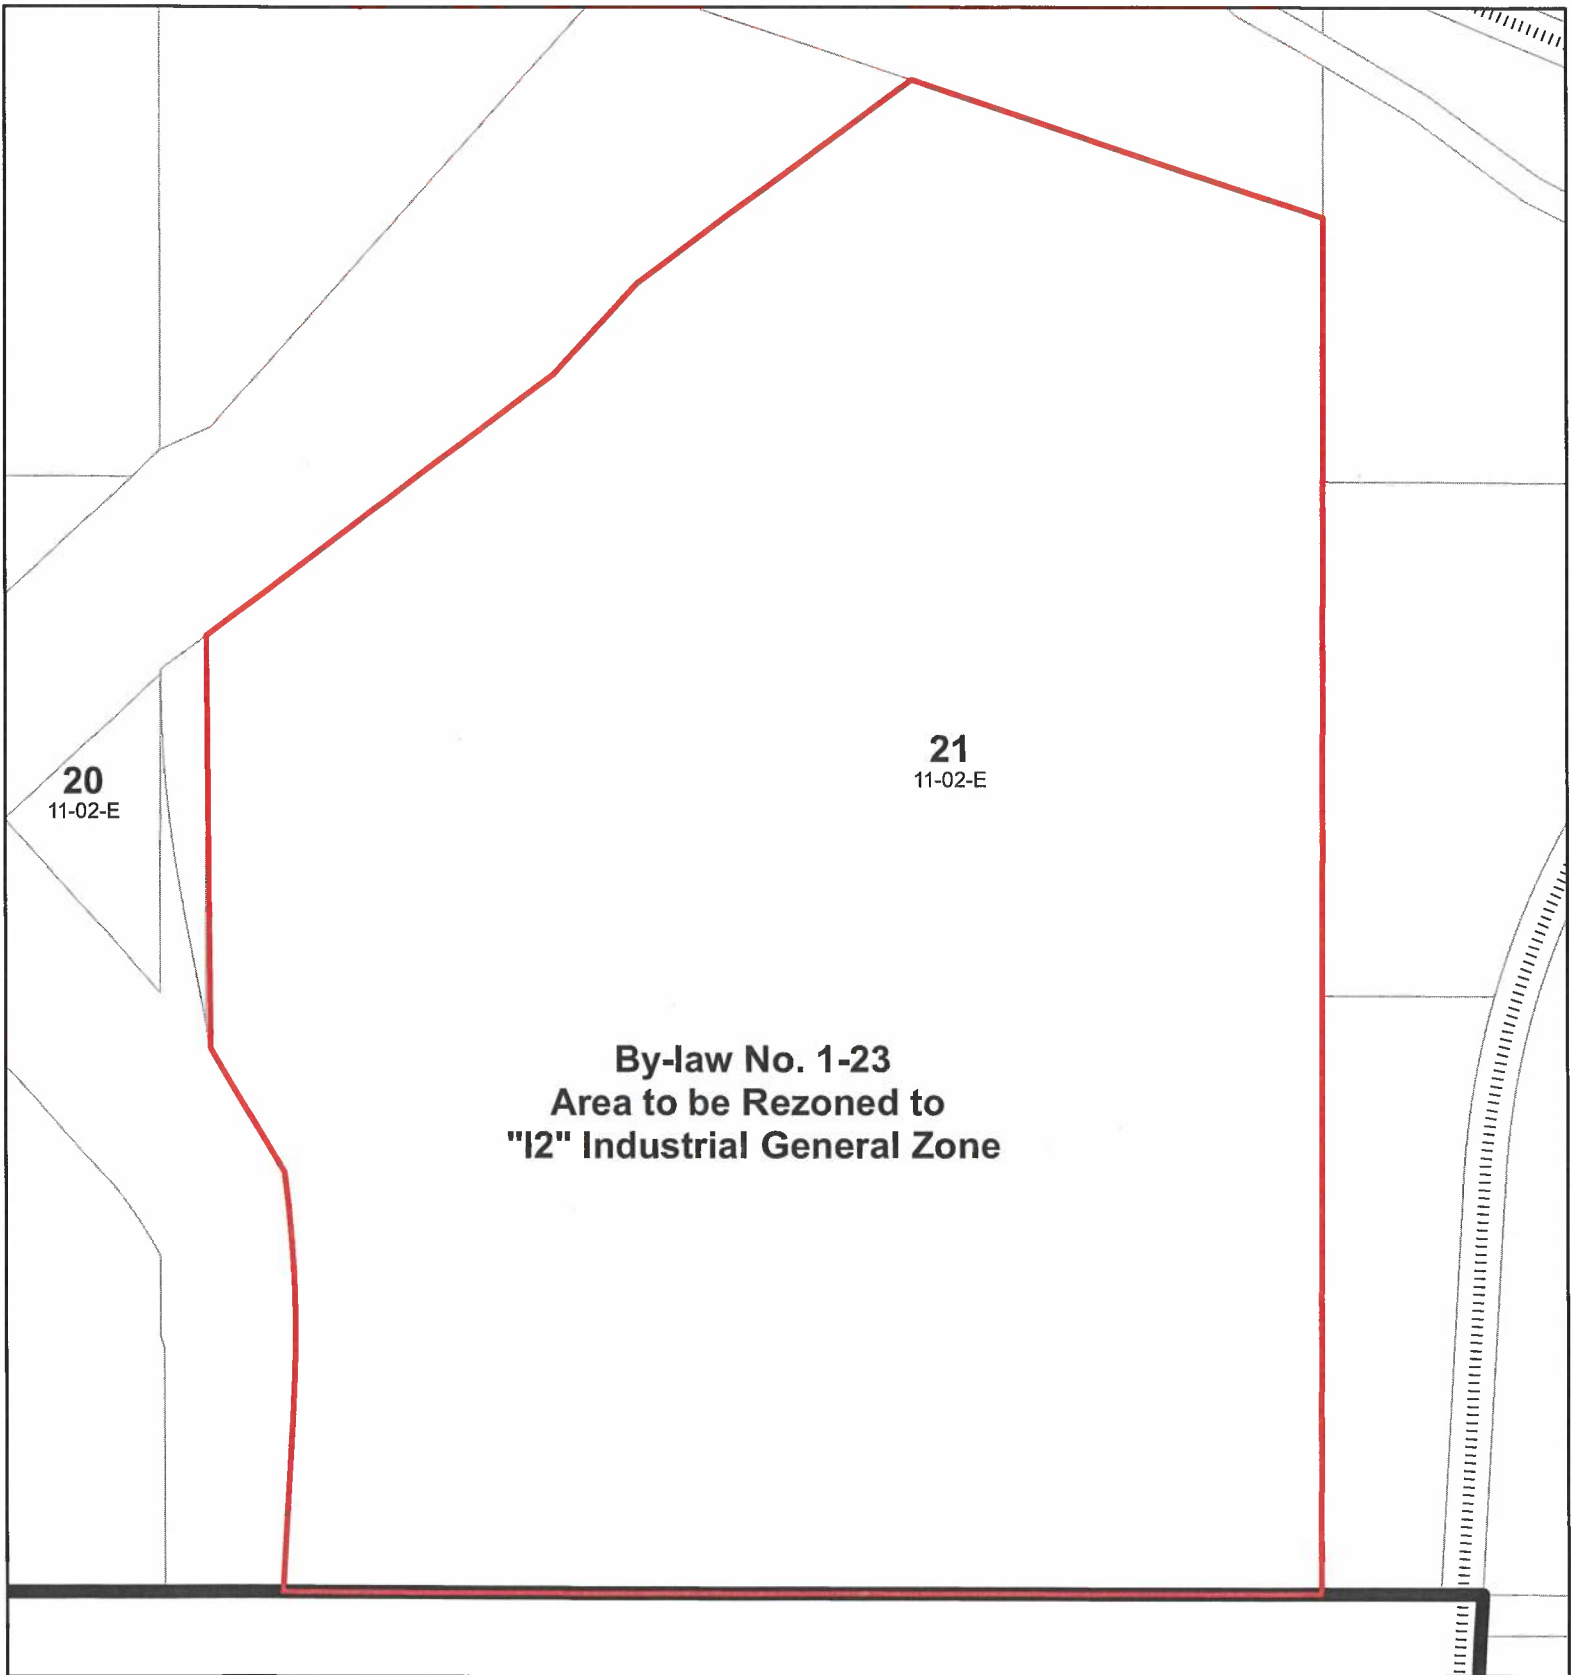 21
11-02-E
20
11-02-E
By-law No. 1-23
Area to be Rezoned to
"I2" Industrial General Zone